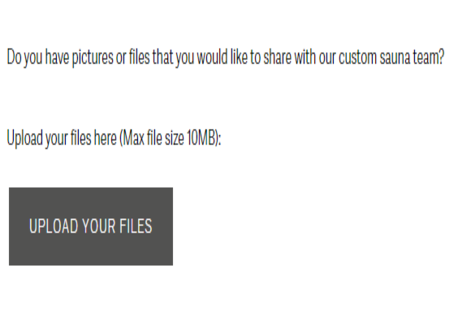 Do you have pictures or files that you would like to share with our custom sauna team?
Upload your files here (Max file size 10MB):
UPLOAD YOUR FILES